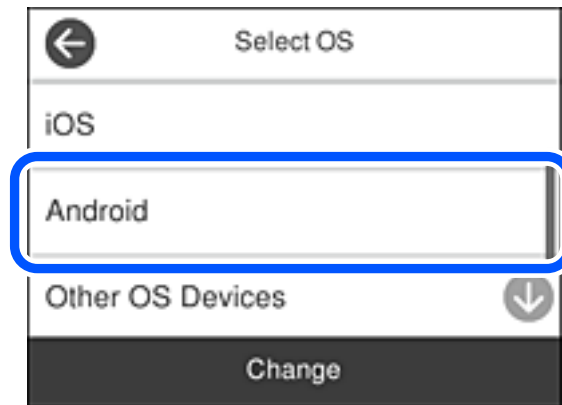 Select OS
iOS
Android
Other OS Devices
Change